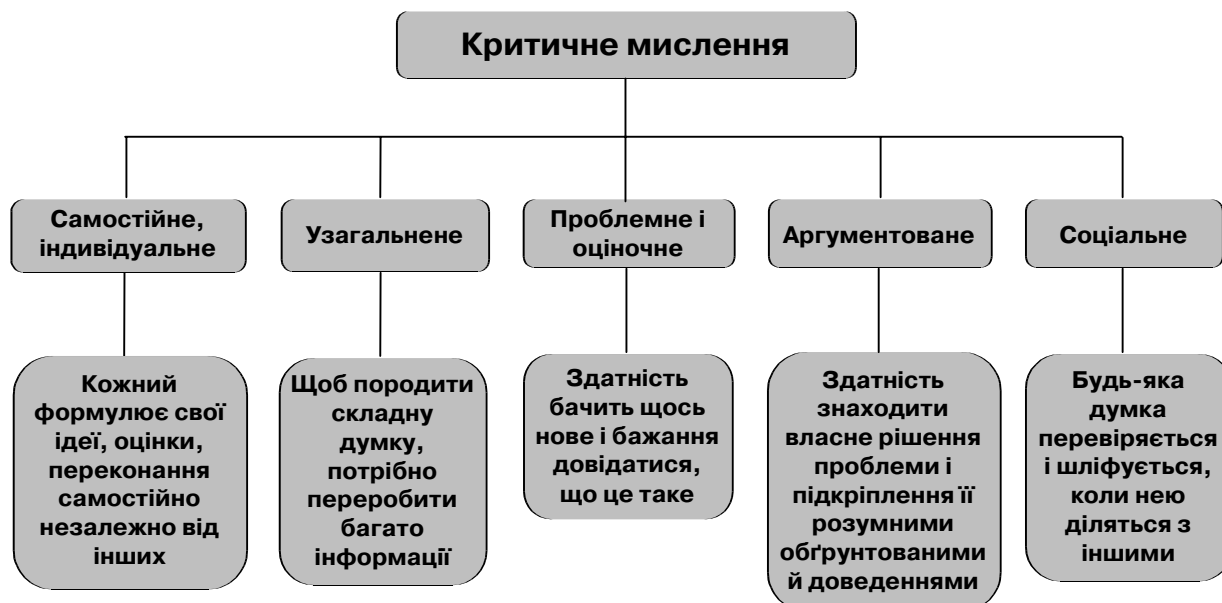 Критичне мислення
Самостійне,
індивідуальне
Узагальнене
Проблемне і
оціночне
Аргументоване
Соціальне
Кожний
формулює свої
ідеї, оцінки,
переконання
самостійно
незалежно від
інших
Щоб породити
складну
думку,
потрібно
переробити
багато
інформації
Здатність
бачить щось
нове і бажання
довідатися,
що це таке
Здатність
знаходити
власне рішення
проблеми і
підкріплення її
розумними
обґрунтованими
й доведеннями
Будь-яка
думка
перевіряється
і шліфується,
коли нею
діляться з
іншими